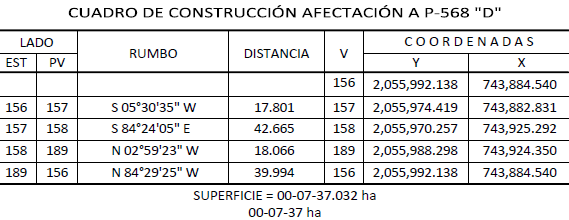 CUADRO DE CONSTRUCCIÓN AFECTACIÓN A P-568 "D"
LADO RUMBO DISTANCIA V COORDENADAS
EST PV Y X
156 2,055,992.138 743,884.540
156 157 S 05°30'35" W 17.801 157 2,055,974.419 743,882.831
157 158 S 84°24'05" E 42.665 158 2,055,970.257 743,925.292
158 189 N 02°59'23" W 18.066 189 2,055,988.298 743,924.350
189 156 N 84°29'25" W 39.994 156 2,055,992.138 743,884.540
SUPERFICIE = 00-07-37.032 ha
00-07-37 ha